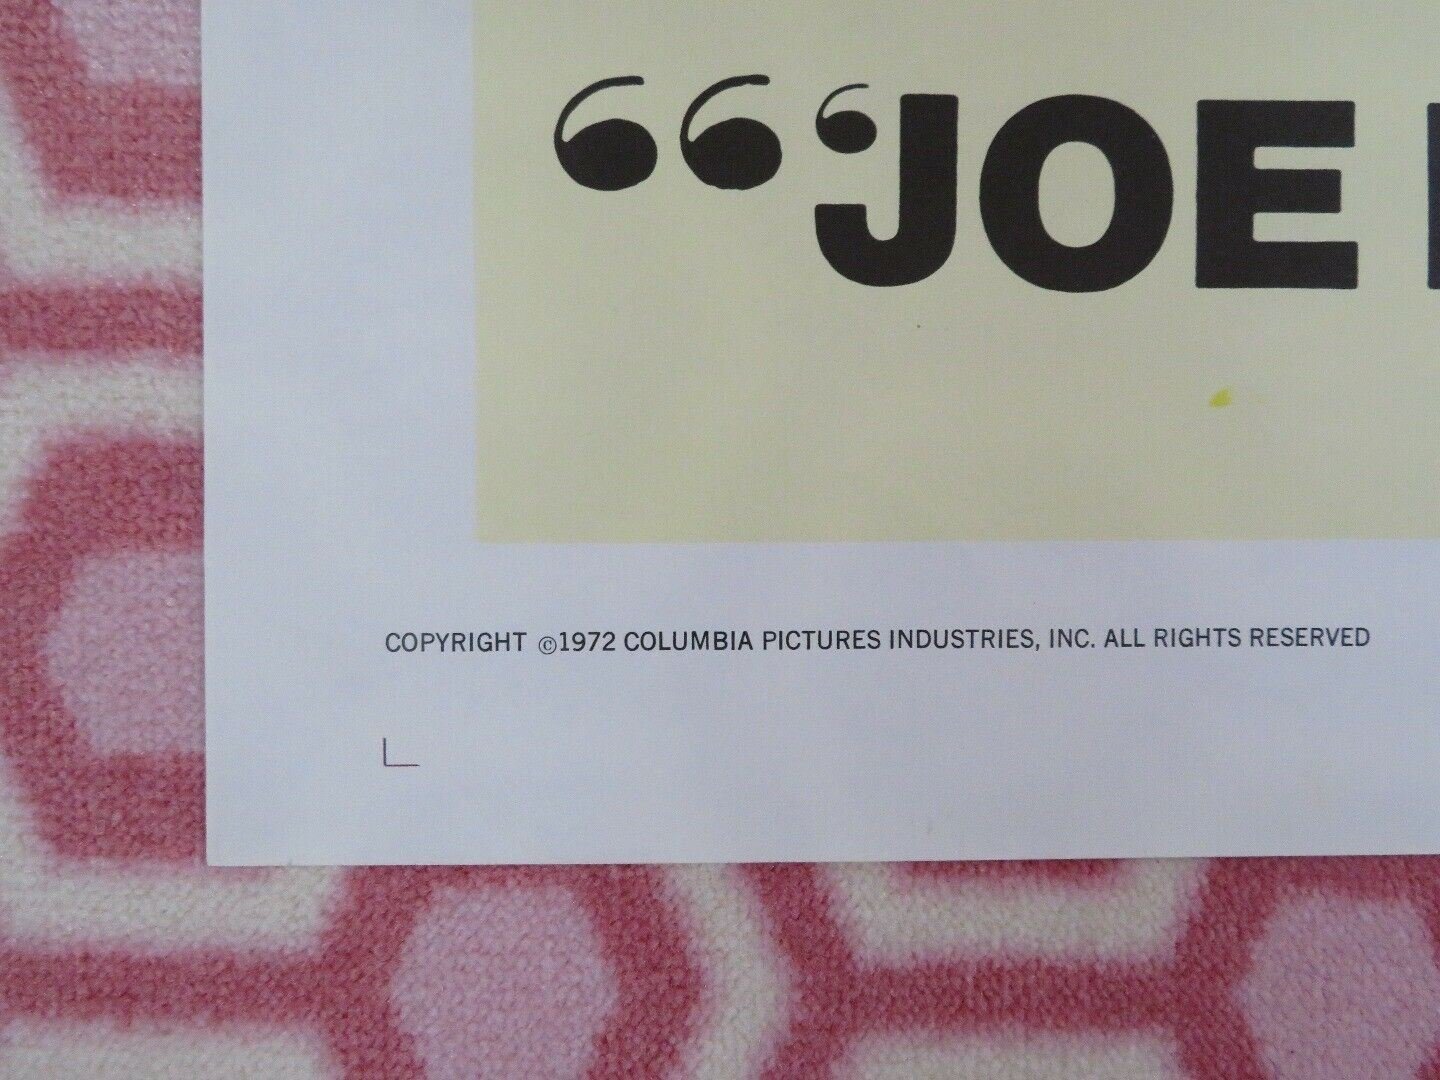 “‘JOE
COPYRIGHT ©1972 COLUMBIA PICTURES INDUSTRIES, INC. ALL RIGHTS RESERVED